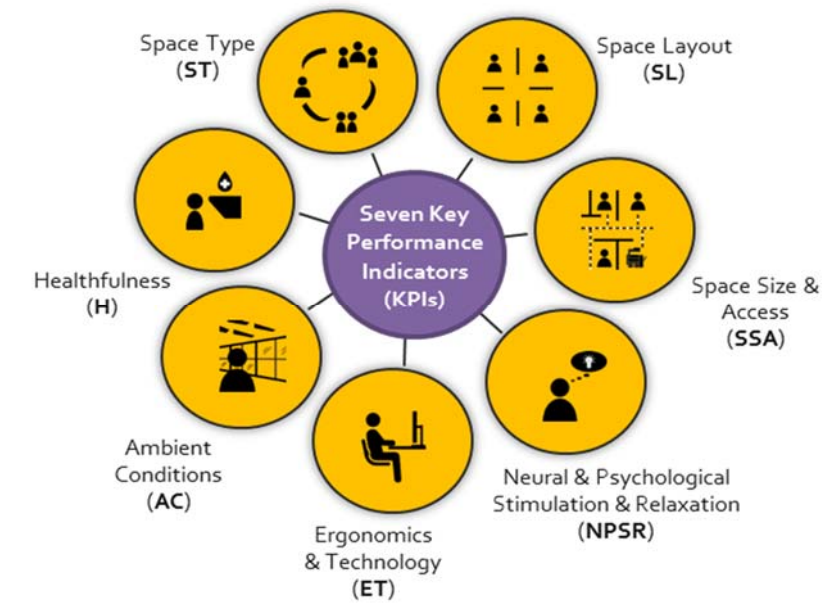 Space Type
(ST)
Space Layout
(SL)
Seven Key
Performance
Indicators
(KPIs)
Healthfulness
(H)
Space Size &
Access
(SSA)
Ambient
Conditions
(AC)
Neural & Psychological
Stimulation & Relaxation
(NPSR)
Ergonomics
& Technology
(ET)